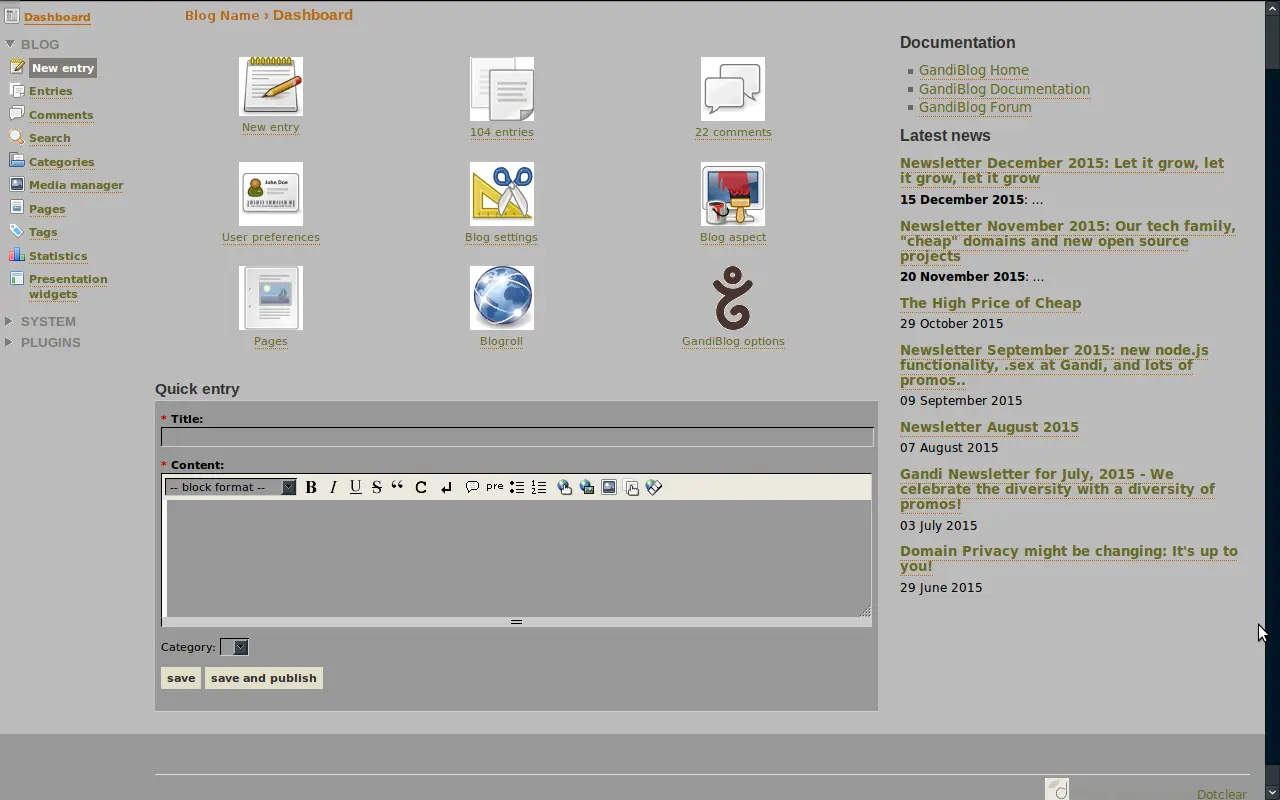 Dashboard
BLOG
New entry
Entries
Comments
Search
Categories
Media manager
Pages
Tags
Statistics
Presentation
widgets
SYSTEM
PLUGINS
Blog Name › Dashboard
New entry
104 entries
22 comments
John Doe
User preferences
Blog settings
Blog aspect
Pages
Blogroll
GandiBlog options
Quick entry
* Title:
* Content:
-- block format --
B I U S “ C pre
Category:
save
save and publish
Documentation
GandiBlog Home
GandiBlog Documentation
GandiBlog Forum
Latest news
Newsletter December 2015: Let it grow, let
it grow, let it grow
15 December 2015: ...
Newsletter November 2015: Our tech family,
"cheap" domains and new open source
projects
20 November 2015: ...
The High Price of Cheap
29 October 2015
Newsletter September 2015: new node.js
functionality, .sex at Gandi, and lots of
promos..
09 September 2015
Newsletter August 2015
07 August 2015
Gandi Newsletter for July, 2015 - We
celebrate the diversity with a diversity of
promos!
03 July 2015
Domain Privacy might be changing: It's up to
you!
29 June 2015
d
Dotclear